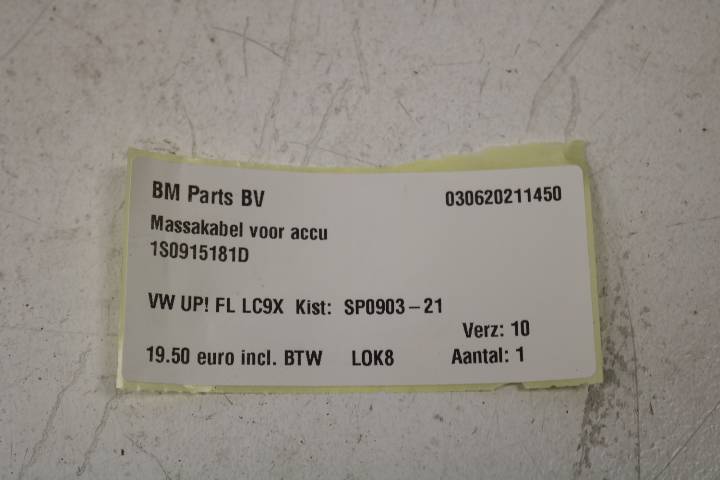 BM Parts BV 030620211450
Massakabel voor accu
1S0915181D
VW UP! FL LC9X Kist: SP0903-21
Verz: 10
19.50 euro incl. BTW LOK8 Aantal: 1